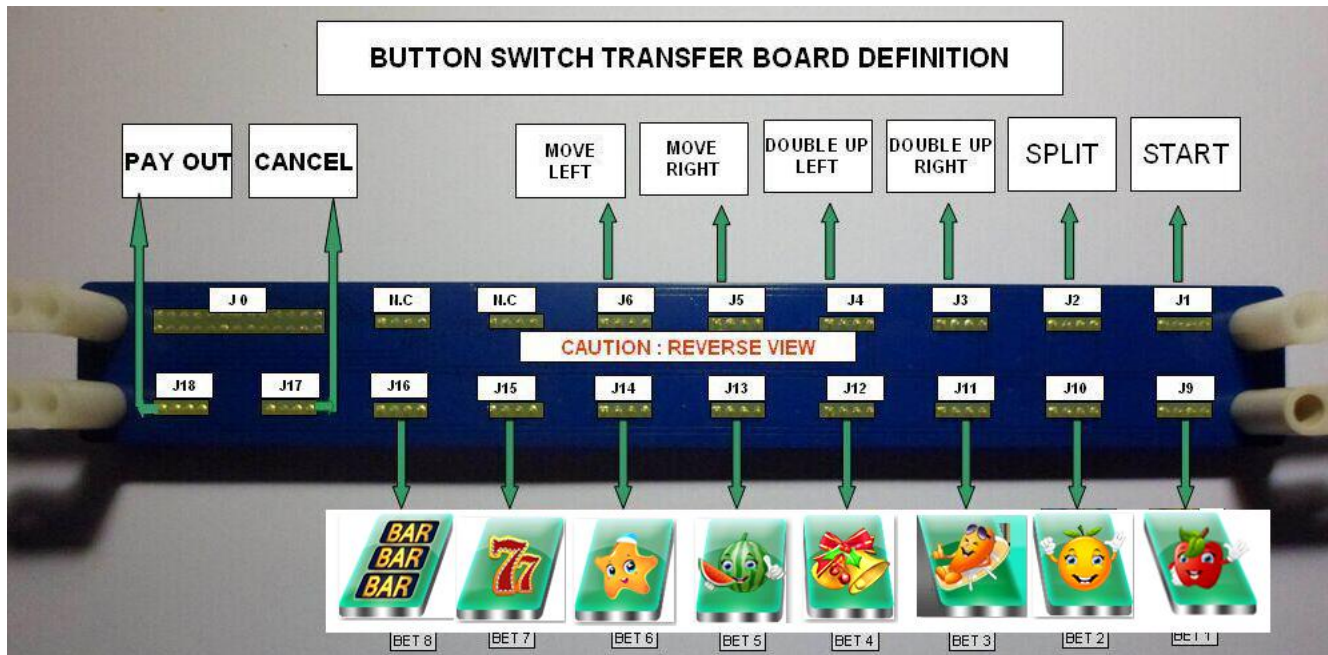 BUTTON SWITCH TRANSFER BOARD DEFINITION
PAY OUT
CANCEL
MOVE
LEFT
MOVE
RIGHT
DOUBLE UP
LEFT
DOUBLE UP
RIGHT
SPLIT
START
J 0
N.C
N.C
J6
J5
J4
J3
J2
J1
CAUTION : REVERSE VIEW
J18
J17
J16
J15
J14
J13
J12
J11
J10
J9
BAR
BAR
BAR
77
BET 8
BET 7
BET 6
BET 5
BET 4
BET 3
BET 2
BET 1